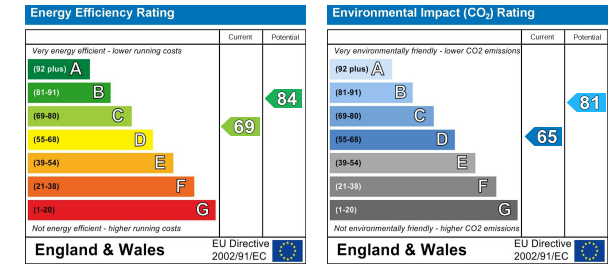 Energy Efficiency Rating
Current Potential
Very energy efficient - lower running costs
(92 plus) A
(81-91) B
84
(69-80) C
69
(55-68) D
(39-54) E
(21-38) F
(1-20) G
Not energy efficient - higher running costs
England & Wales
EU Directive
2002/91/EC
Environmental Impact (CO2) Rating
Current Potential
Very environmentally friendly - lower CO2 emissions
(92 plus) A
(81-91) B
81
(69-80) C
(55-68) D
65
(39-54) E
(21-38) F
(1-20) G
Not environmentally friendly - higher CO2 emissions
England & Wales
EU Directive
2002/91/EC